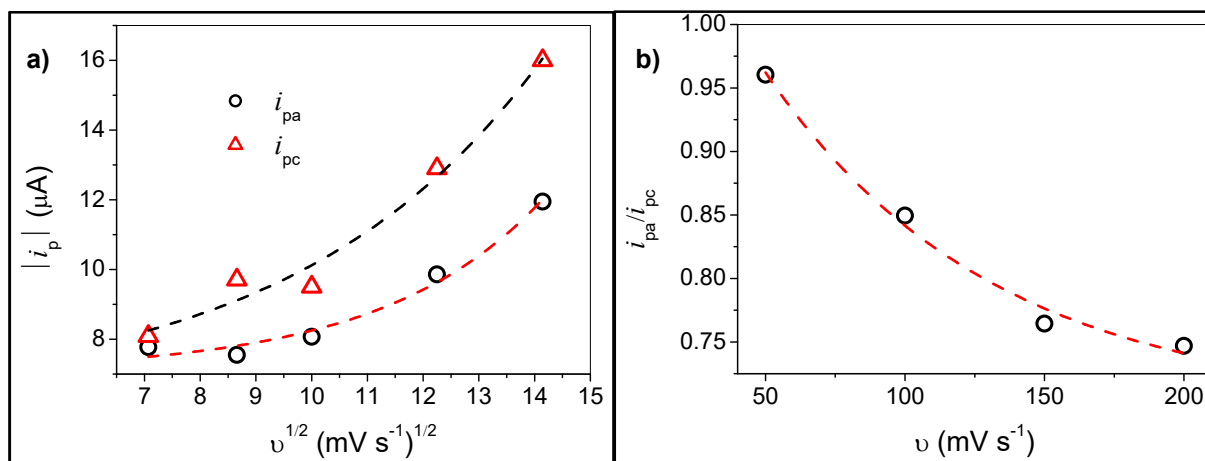 a)
16
14
12
10
8
|i_p| (μA)
i_pa
i_pc
7 8 9 10 11 12 13 14 15
υ^1/2 (mV s^-1)^1/2
b)
1.00
0.95
0.90
0.85
0.80
0.75
i_pa/i_pc
50 100 150 200
υ (mV s^-1)